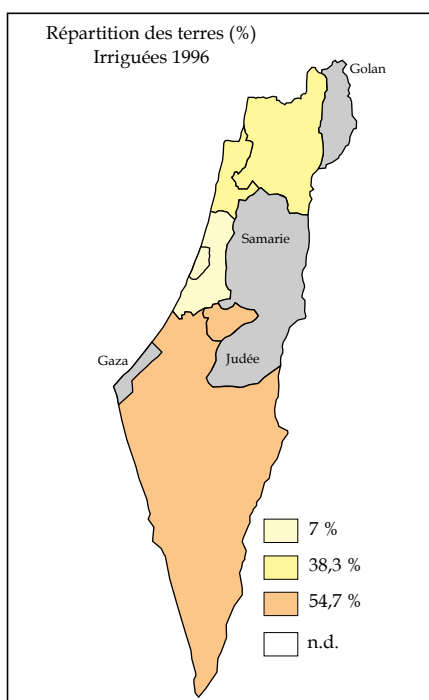 Répartition des terres (%)
Irriguées 1996
Golan
Samarie
Gaza
Judée
7 %
38,3 %
54,7 %
n.d.